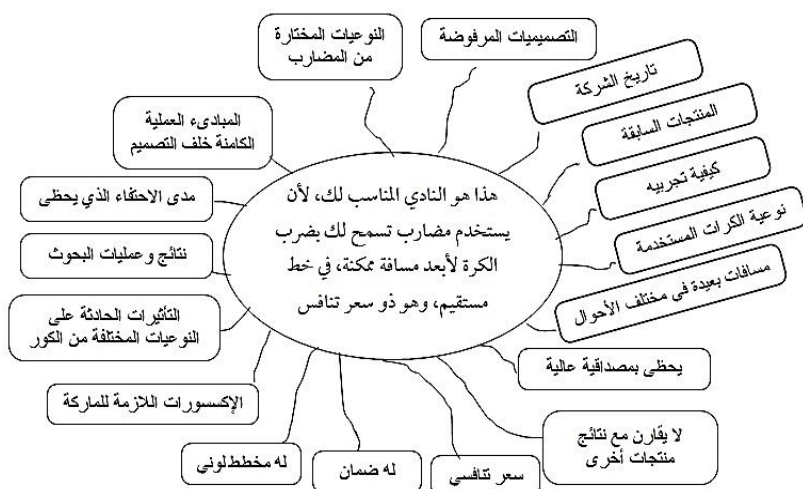 التصميميات المرفوضة
النوعيات المختارة
من المضارب
تاريخ الشركة
المنتجات السابقة
كيفية تجريبه
نوعية الكرات المستخدمة
مسافات بعيدة في مختلف الأحوال
المبادىء العملية
الكامنة خلف التصميم
مدى الاحتفاء الذي يحظى
نتائج وعمليات البحوث
التأثيرات الحادثة على
النوعيات المختلفة من الكور
الإكسسورات اللازمة للماركة
هذا هو النادي المناسب لك، لأن
يستخدم مضارب تسمح لك بضرب
الكرة لأبعد مسافة ممكنة، في خط
مستقيم، وهو ذو سعر تنافس
يحظى بمصداقية عالية
لا يقارن مع نتائج
منتجات أخرى
سعر تنافسي
له ضمان
له مخطط لوني